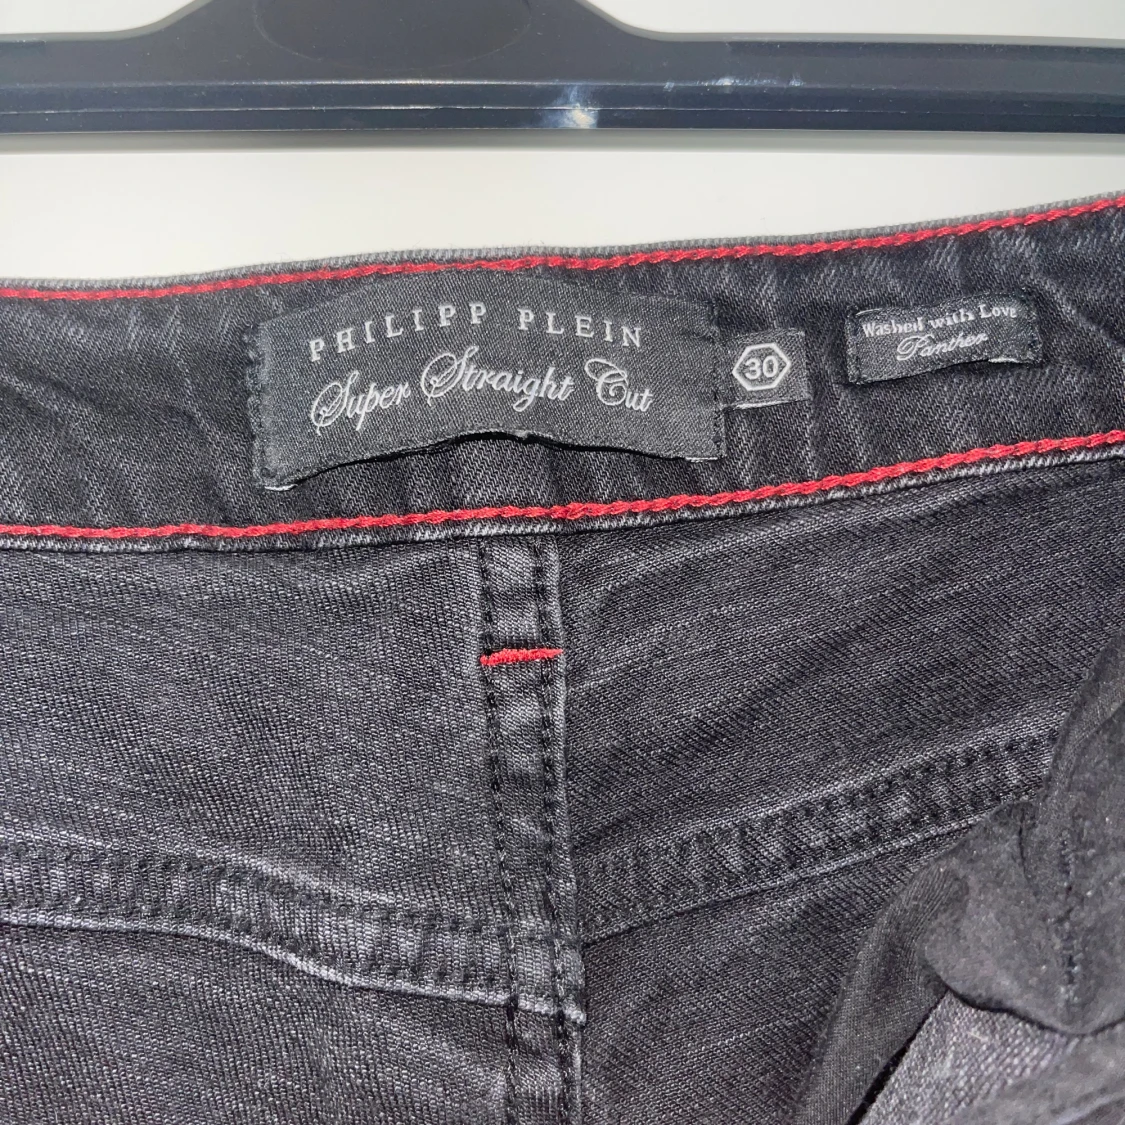 PHILIPP PLEIN
Super Straight Cut
30
Washed with Love
Panther